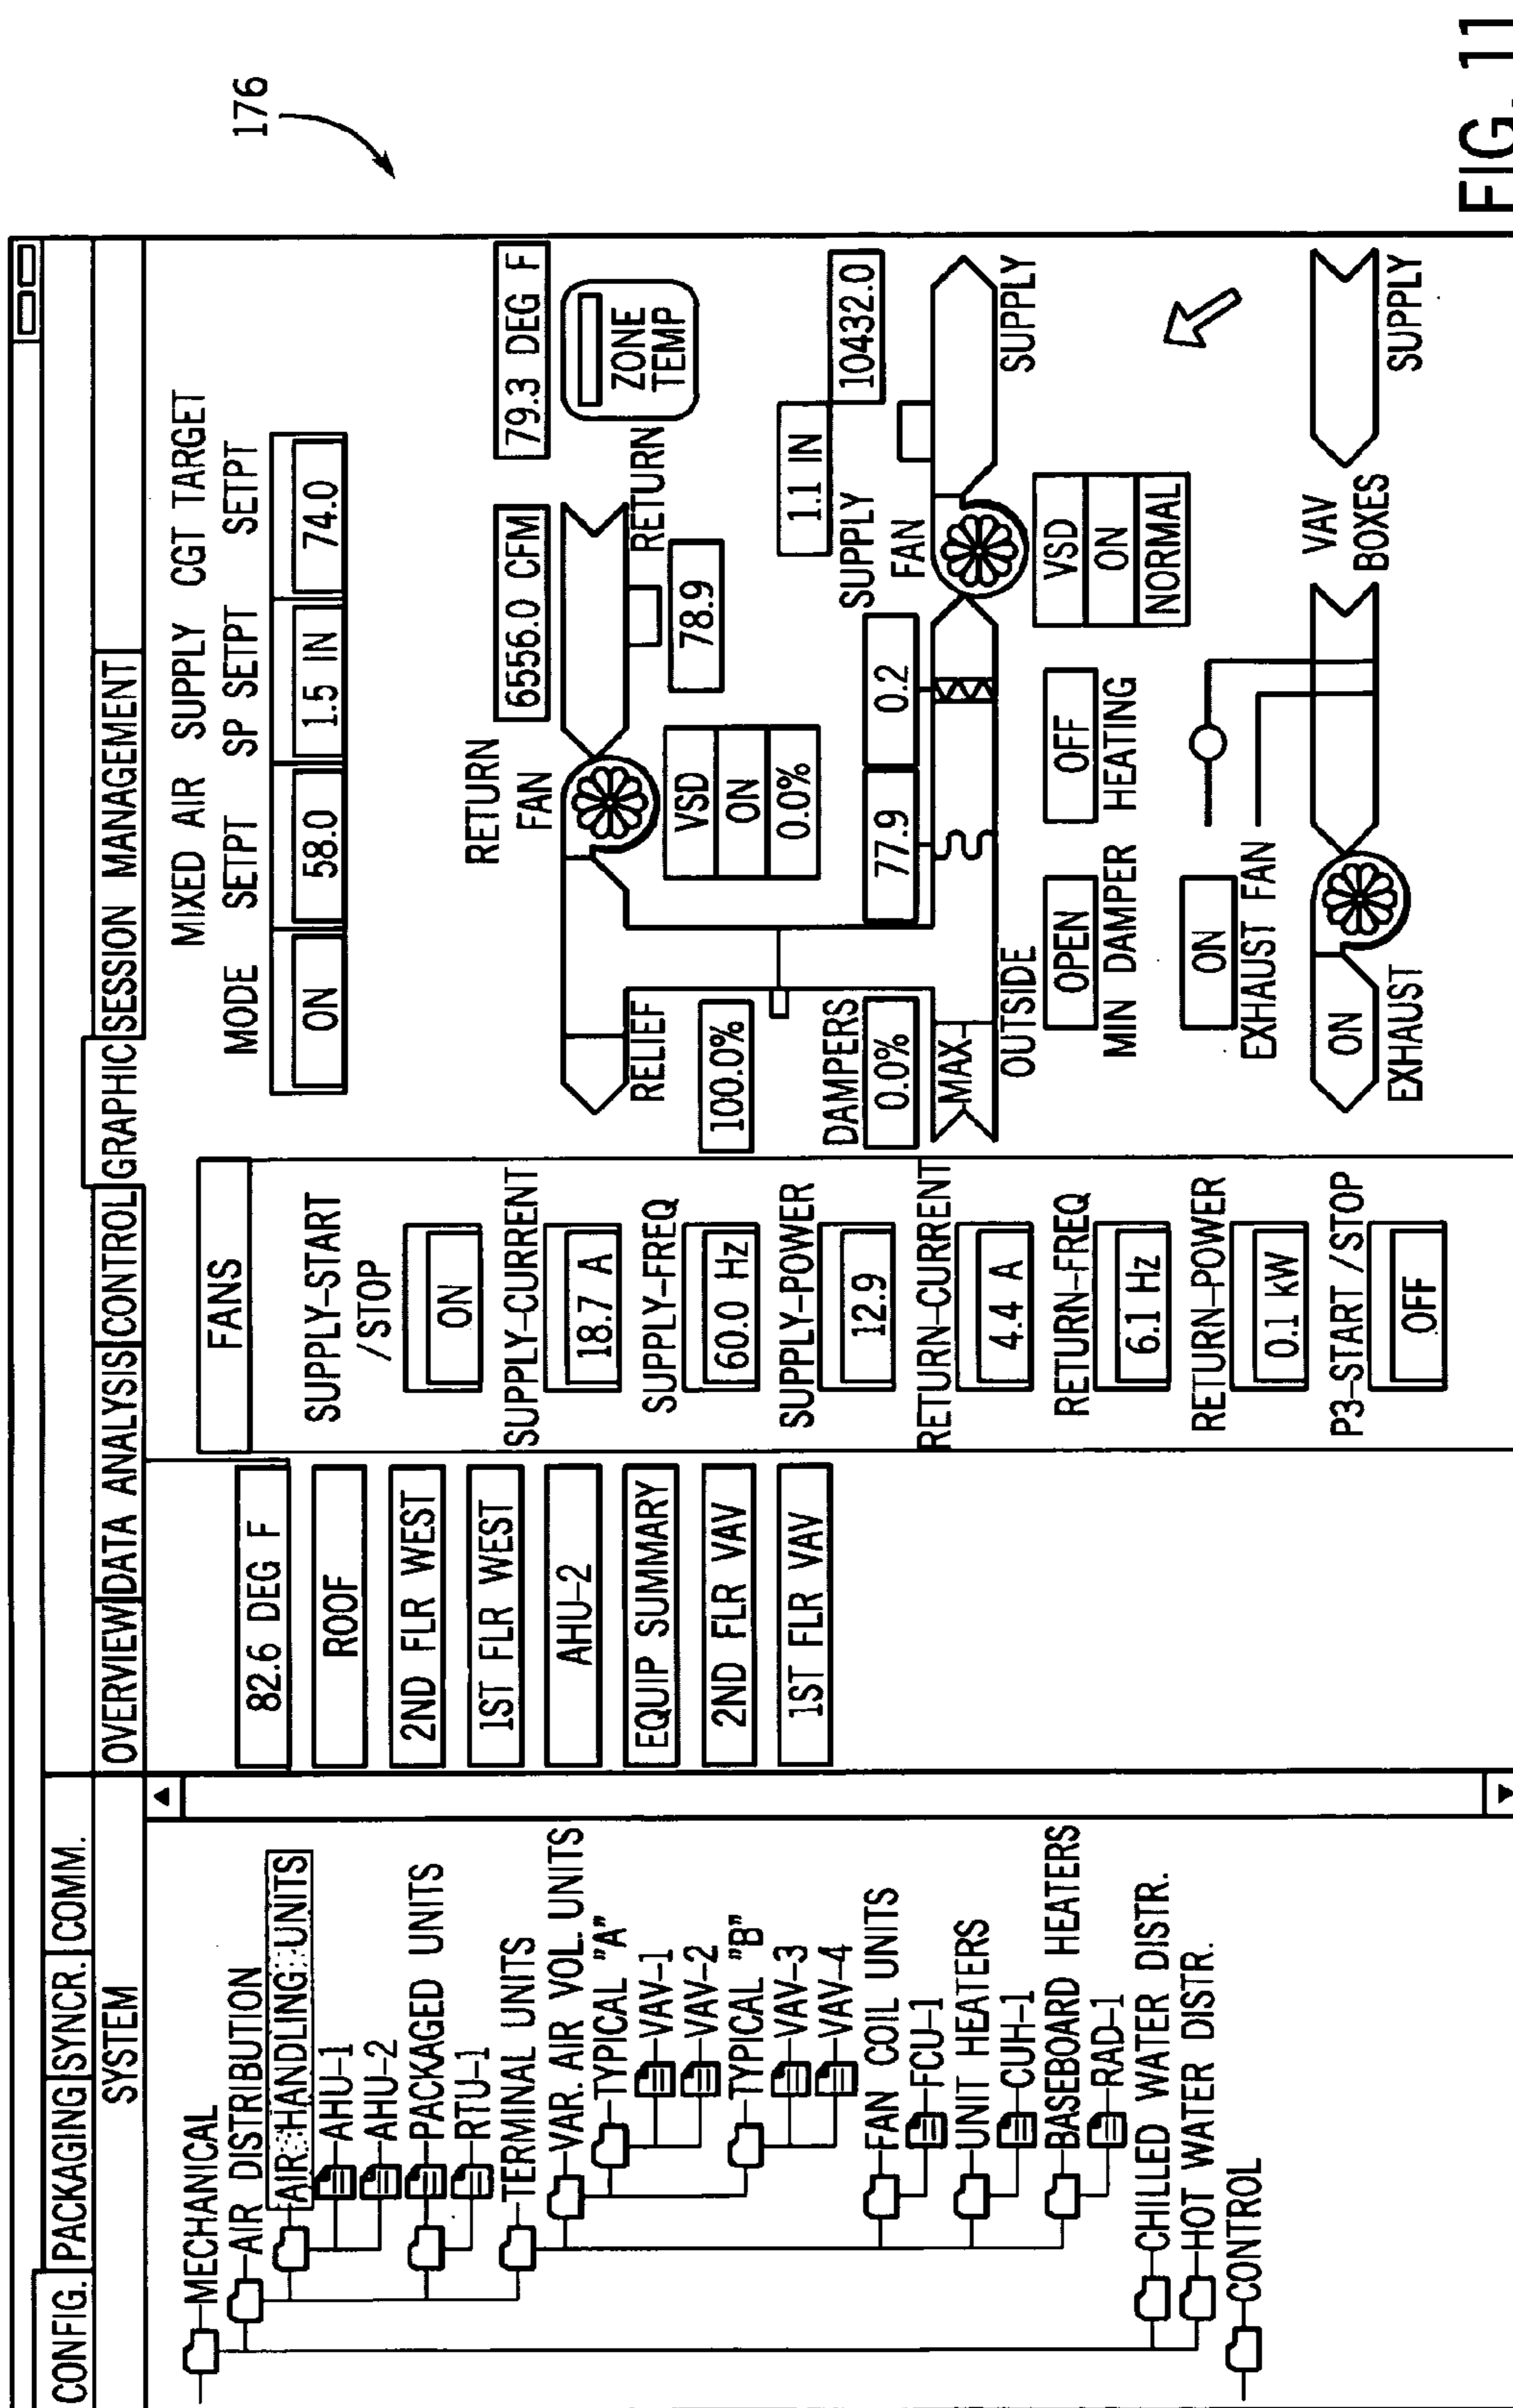 176
CONFIG. PACKAGING SYNCR. COMM.
SYSTEM
OVERVIEW DATA ANALYSIS CONTROL GRAPHIC SESSION MANAGEMENT
MECHANICAL
AIR DISTRIBUTION
AIR HANDLING UNITS
AHU-1
AHU-2
PACKAGED UNITS
RTU-1
TERMINAL UNITS
VAR. AIR VOL. UNITS
TYPICAL "A"
VAV-1
VAV-2
TYPICAL "B"
VAV-3
VAV-4
FAN COIL UNITS
FCU-1
UNIT HEATERS
CUH-1
BASEBOARD HEATERS
RAD-1
CHILLED WATER DISTR.
HOT WATER DISTR.
CONTROL
82.6 DEG F
ROOF
2ND FLR WEST
1ST FLR WEST
AHU-2
EQUIP SUMMARY
2ND FLR VAV
1ST FLR VAV
FANS
SUPPLY-START
/STOP
ON
SUPPLY-CURRENT
18.7 A
SUPPLY-FREQ
60.0 Hz
SUPPLY-POWER
12.9
RETURN-CURRENT
4.4 A
RETURN-FREQ
6.1 Hz
RETURN-POWER
0.1 kW
P3-START /STOP
OFF
MIXED AIR SUPPLY CGT TARGET
MODE SETPT SP SETPT SETPT
ON 58.0 1.5 IN 74.0
RETURN
FAN
6556.0 CFM
79.3 DEG F
ZONE
TEMP
RELIEF
RETURN
VSD
ON
0.0%
78.9
100.0%
DAMPERS
0.0%
77.9
0.2
SUPPLY
FAN
1.1 IN
10432.0
MAX
OUTSIDE
SUPPLY
OPEN
MIN DAMPER
OFF
HEATING
VSD
ON
NORMAL
ON
EXHAUST FAN
VAV
BOXES
ON
EXHAUST
SUPPLY
FIG. 11